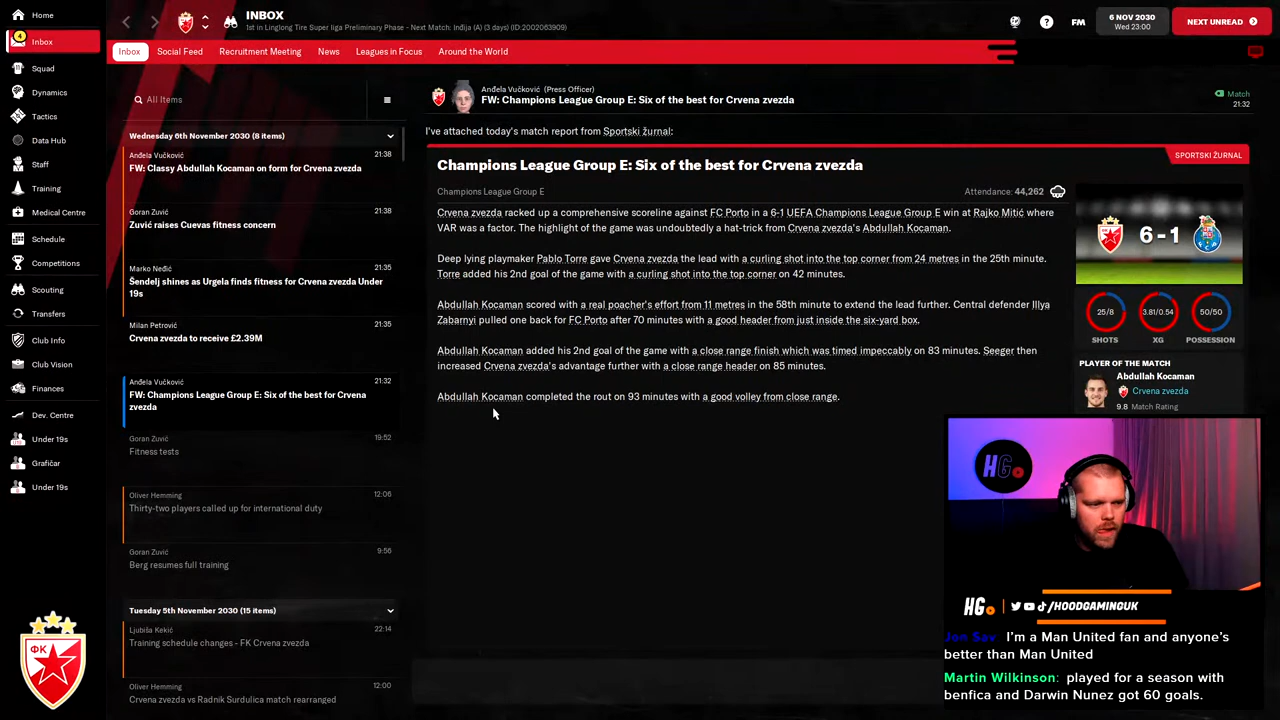 Home
INBOX
1st in Linglong Tire Super liga Preliminary Phase - Next Match: Inđija (A) (3 days) (ID:2002063909)
FM
6 NOV 2030
Wed 23:00
NEXT UNREAD
4
Inbox
Inbox
Social Feed
Recruitment Meeting
News
Leagues in Focus
Around the World
Squad
Dynamics
Tactics
Data Hub
Staff
Training
Medical Centre
Schedule
Competitions
Scouting
Transfers
Club Info
Club Vision
Finances
Dev. Centre
Under 19s
Grafičar
Under 19s
ФК
All Items
Wednesday 6th November 2030 (8 items)
Anđela Vučković
21:38
FW: Classy Abdullah Kocaman on form for Crvena zvezda
Goran Zuvić
21:38
Zuvić raises Cuevas fitness concern
Marko Nedić
21:35
Šendelj shines as Urgela finds fitness for Crvena zvezda Under
19s
Milan Petrović
21:35
Crvena zvezda to receive £2.39M
Anđela Vučković
21:32
FW: Champions League Group E: Six of the best for Crvena
zvezda
Goran Zuvić
19:52
Fitness tests
Oliver Hemming
12:06
Thirty-two players called up for international duty
Goran Zuvić
9:56
Berg resumes full training
Tuesday 5th November 2030 (15 items)
Ljubiša Kekić
22:14
Training schedule changes - FK Crvena zvezda
Oliver Hemming
12:00
Crvena zvezda vs Radnik Surdulica match rearranged
Anđela Vučković (Press Officer)
FW: Champions League Group E: Six of the best for Crvena zvezda
Match
21:32
I've attached today's match report from Sportski žurnal:
Champions League Group E: Six of the best for Crvena zvezda
SPORTSKI ŽURNAL
Champions League Group E
Attendance: 44,262
Crvena zvezda racked up a comprehensive scoreline against FC Porto in a 6-1 UEFA Champions League Group E win at Rajko Mitić where
VAR was a factor. The highlight of the game was undoubtedly a hat-trick from Crvena zvezda's Abdullah Kocaman.
Deep lying playmaker Pablo Torre gave Crvena zvezda the lead with a curling shot into the top corner from 24 metres in the 25th minute.
Torre added his 2nd goal of the game with a curling shot into the top corner on 42 minutes.
Abdullah Kocaman scored with a real poacher's effort from 11 metres in the 58th minute to extend the lead further. Central defender Illya
Zabarnyi pulled one back for FC Porto after 70 minutes with a good header from just inside the six-yard box.
Abdullah Kocaman added his 2nd goal of the game with a close range finish which was timed impeccably on 83 minutes. Seeger then
increased Crvena zvezda's advantage further with a close range header on 85 minutes.
Abdullah Kocaman completed the rout on 93 minutes with a good volley from close range.
6-1
25/8
3.81/0.54
50/50
SHOTS
XG
POSSESSION
PLAYER OF THE MATCH
Abdullah Kocaman
Crvena zvezda
9.8 Match Rating
HG
HG
/HOODGAMINGUK
Jon Sav I'm a Man United fan and anyone's
better than Man United
Martin Wilkinson: played for a season with
benfica and Darwin Nunez got 60 goals.